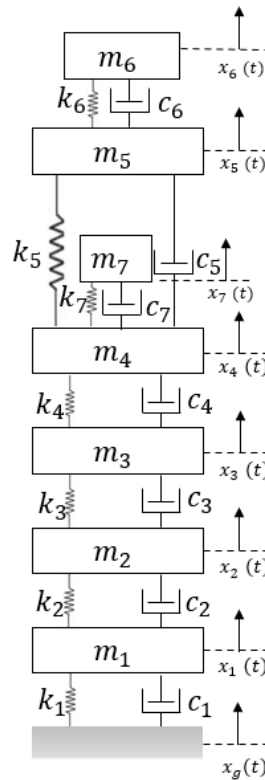 m₆
x₆ (t)
k₆
c₆
m₅
x₅ (t)
k₅
c₅
m₇
k₇
c₇
x₇ (t)
m₄
x₄ (t)
k₄
c₄
m₃
x₃ (t)
k₃
c₃
m₂
x₂ (t)
k₂
c₂
m₁
x₁ (t)
k₁
c₁
x_g(t)